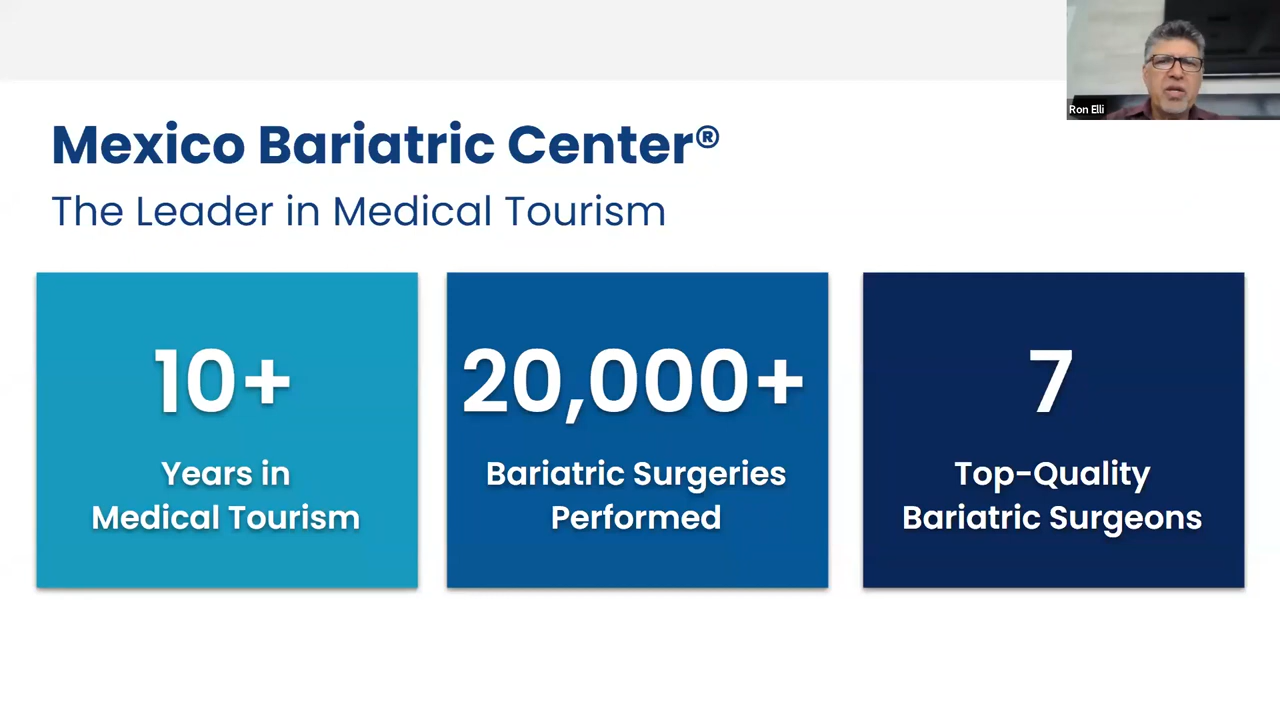 Ron Elli
Mexico Bariatric Center®
The Leader in Medical Tourism
10+
Years in
Medical Tourism
20,000+
Bariatric Surgeries
Performed
7
Top-Quality
Bariatric Surgeons